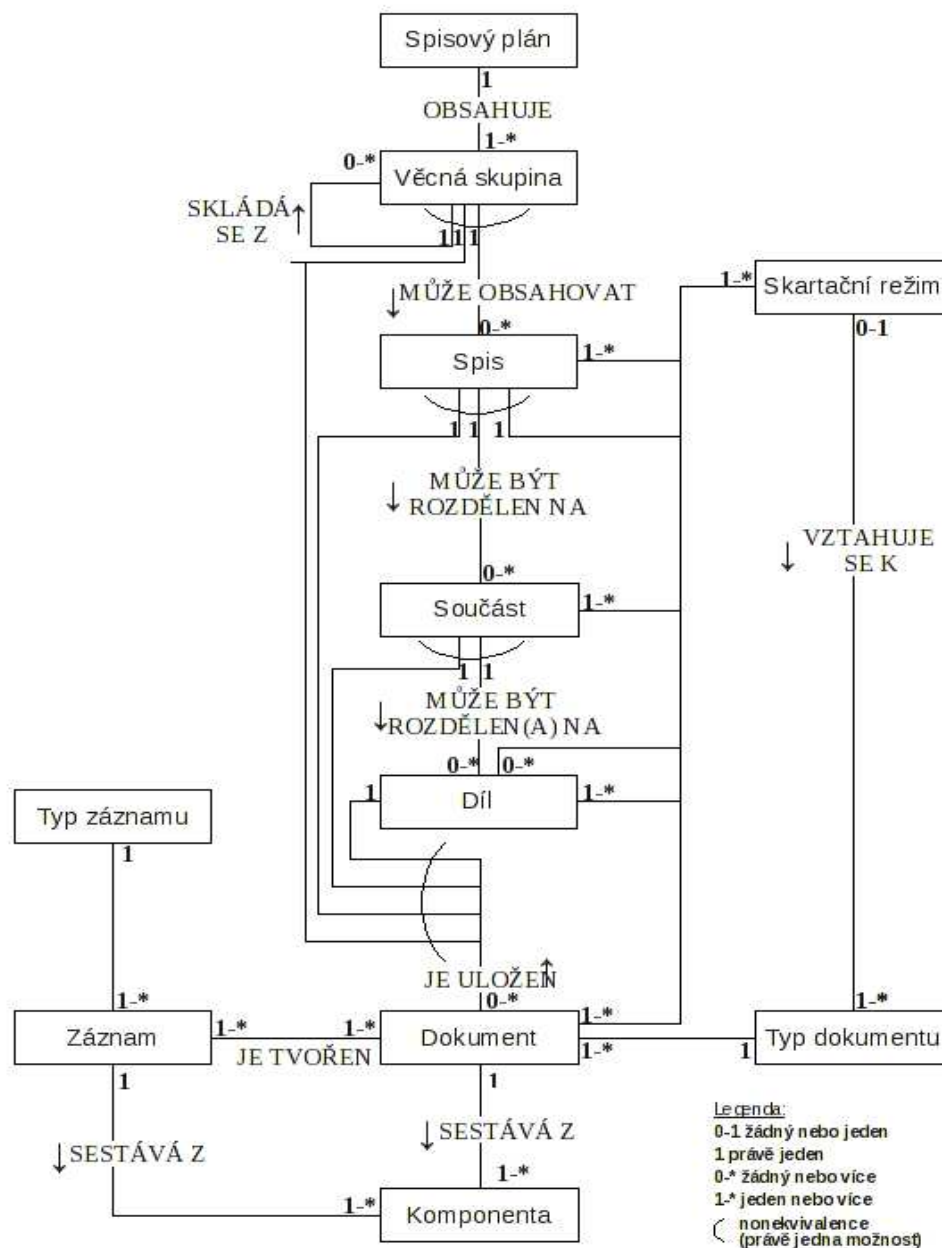 Spisový plán
1
OBSAHUJE
1-*
0-*
Věcná skupina
SKLÁDÁ
SE Z
1 1 1
MŮŽE OBSAHOVAT
0-*
1-*
Skartační režim
0-1
Spis
1-*
1 1 1
MŮŽE BÝT
ROZDĚLEN NA
VZTAHUJE
SE K
0-*
Součást
1-*
1 1
MŮŽE BÝT
ROZDĚLEN(A) NA
0-* 0-*
1
Díl
1-*
Typ záznamu
1
JE ULOŽEN
1-*
0-*
1-*
1-*
Záznam
1-*
1-*
Dokument
1-*
1
Typ dokumentu
JE TVOŘEN
1
1
SESTÁVÁ Z
SESTÁVÁ Z
1-*
1-*
Komponenta
Legenda:
0-1 žádný nebo jeden
1 právě jeden
0-* žádný nebo více
1-* jeden nebo více
nonekvivalence
(právě jedna možnosť)